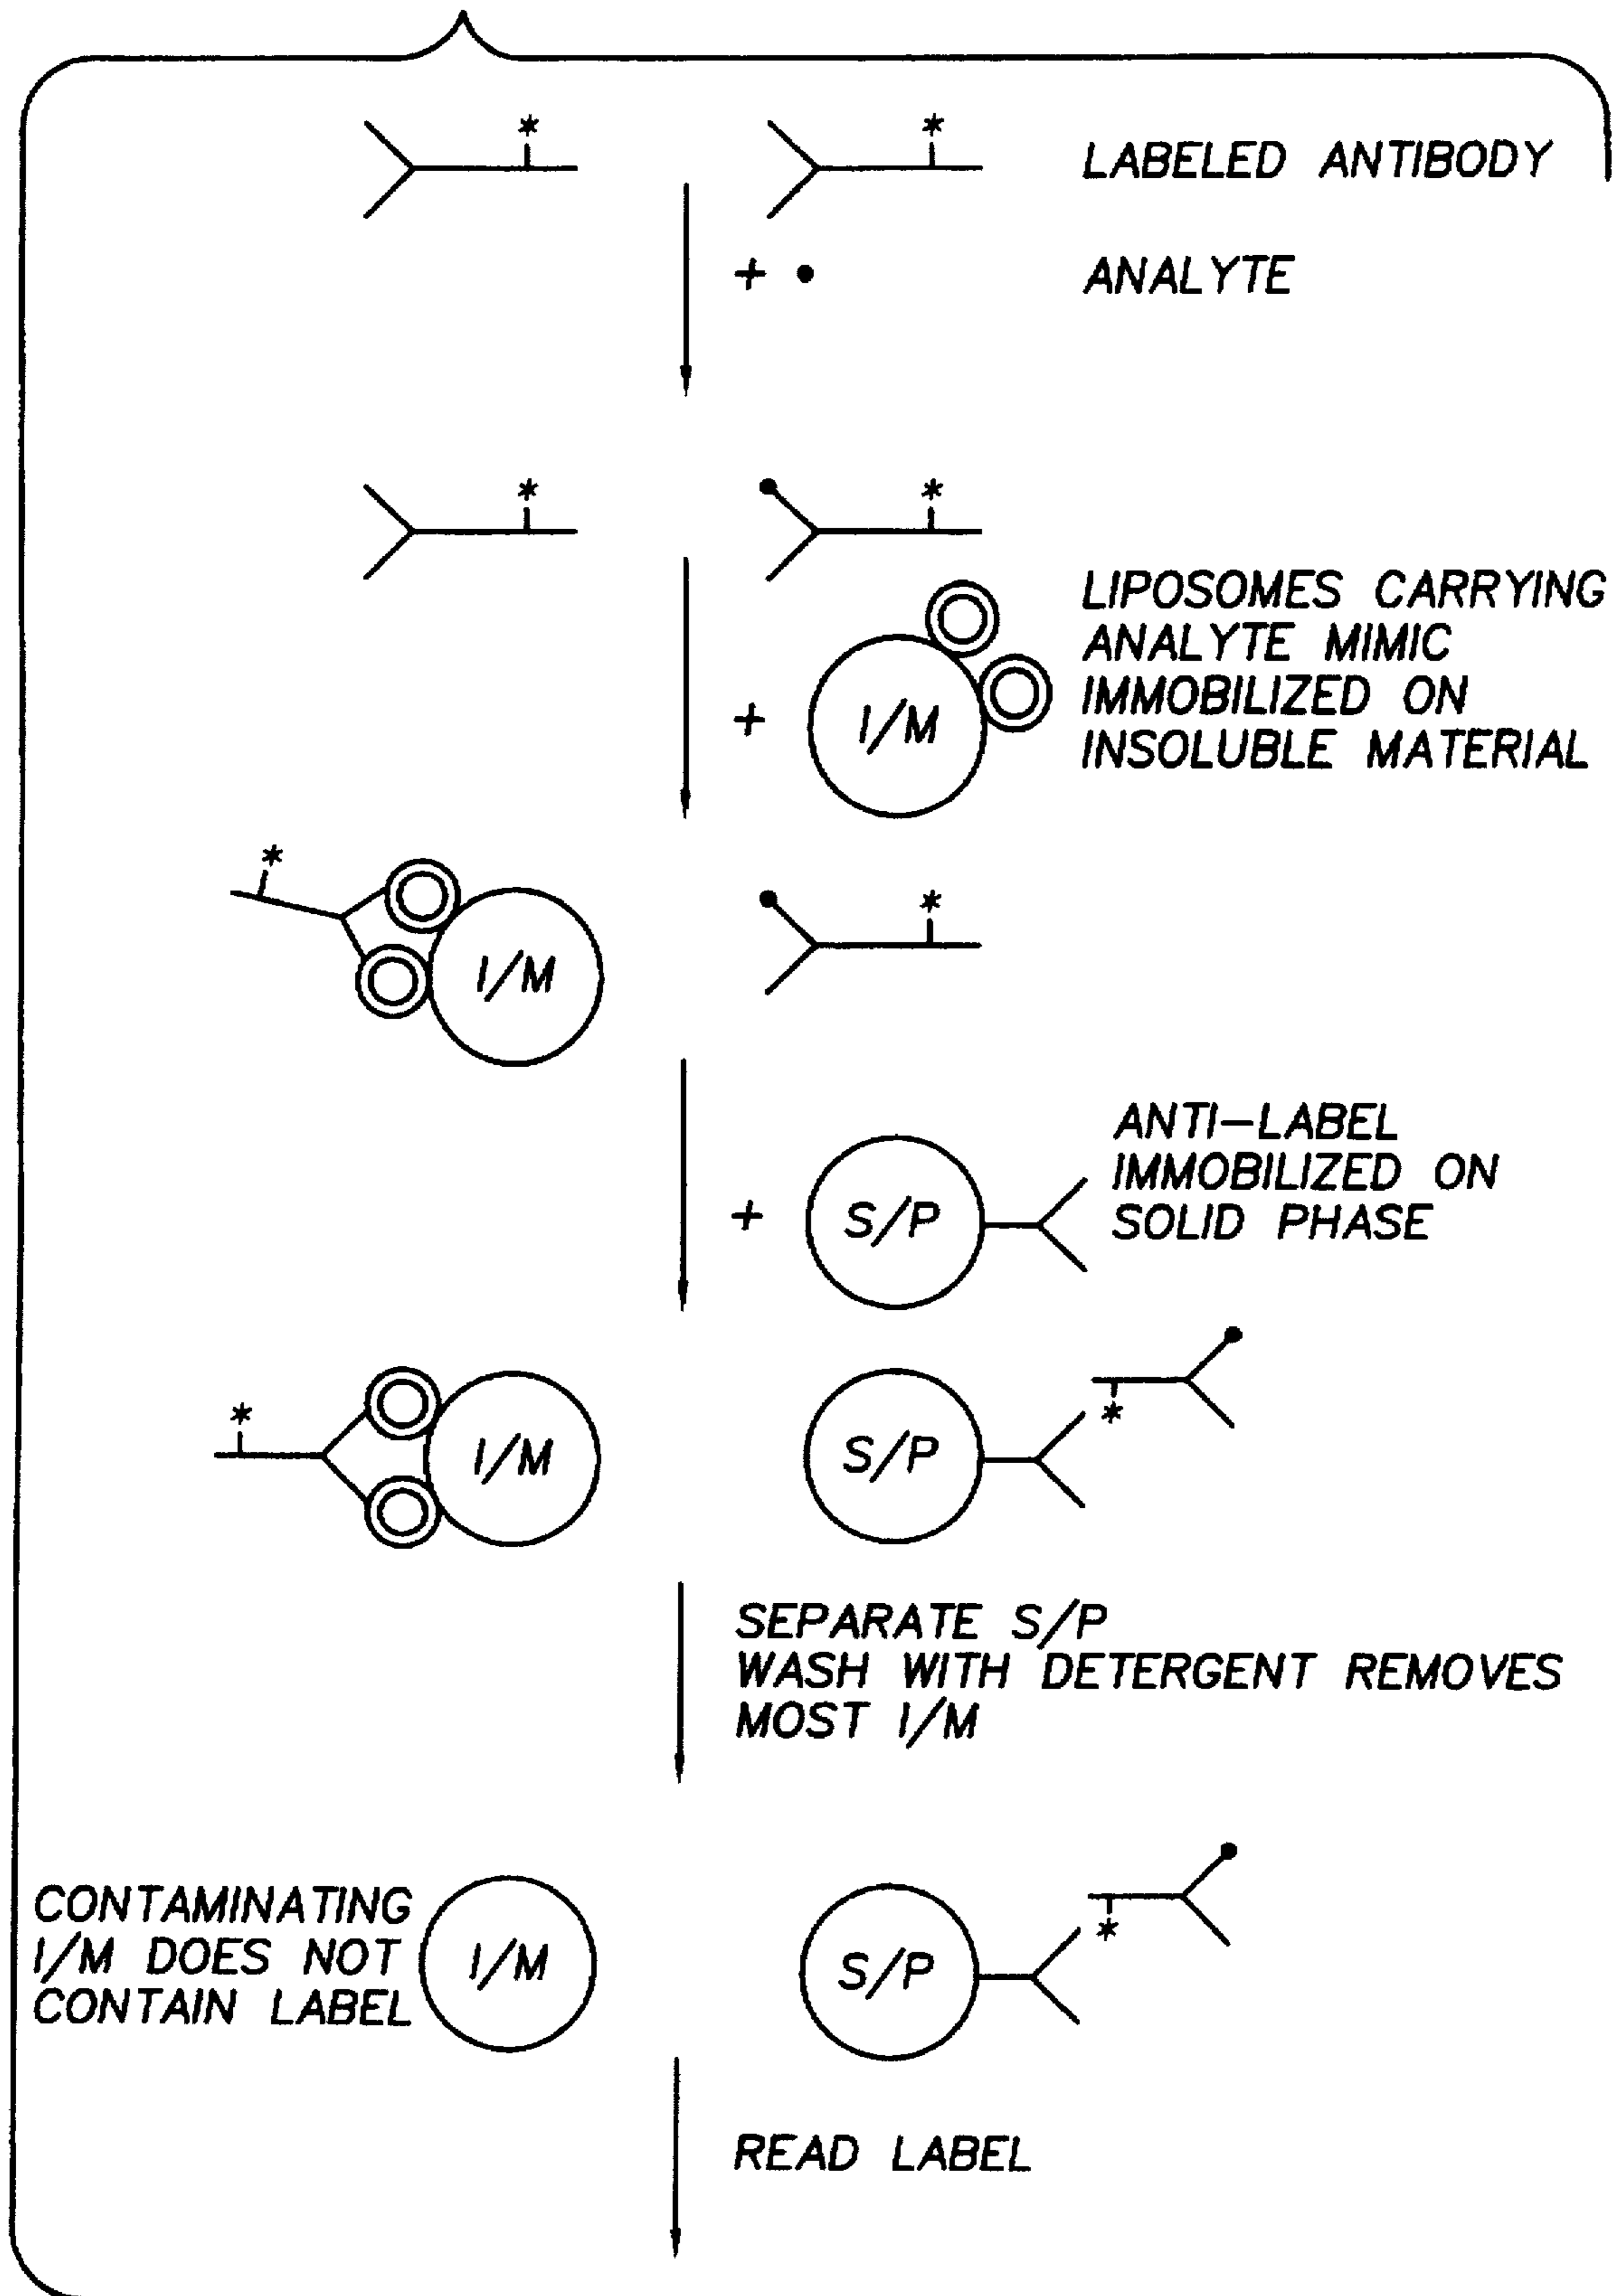 *
*
LABELED ANTIBODY
+ •
ANALYTE
*
*
LIPOSOMES CARRYING
ANALYTE MIMIC
IMMOBILIZED ON
INSOLUBLE MATERIAL
+
I/M
*
I/M
*
ANTI-LABEL
IMMOBILIZED ON
SOLID PHASE
+
S/P
*
I/M
S/P
*
SEPARATE S/P
WASH WITH DETERGENT REMOVES
MOST I/M
CONTAMINATING
I/M DOES NOT
CONTAIN LABEL
I/M
S/P
*
READ LABEL